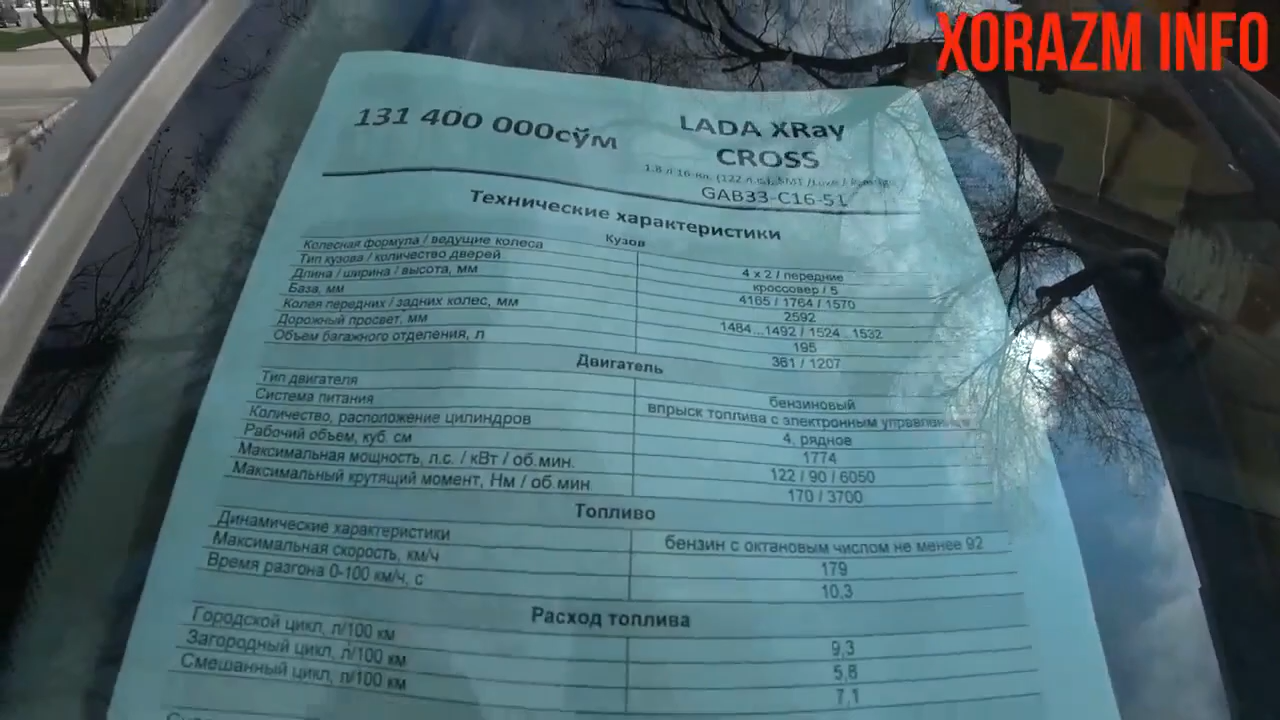 XORAZM INFO
131 400 000сўм
LADA XRay
CROSS
1.8 л 16-кл. (122 л.с.), 5МТ /
GAB33-C16-51
Технические характеристики
Кузов
Колесная формула / ведущие колеса 4 x 2 / передние
Тип кузова / количество дверей кроссовер / 5
Длина / ширина / высота, мм 4165 / 1764 / 1570
База, мм 2592
Колея передних / задних колес, мм 1484...1492 / 1524...1532
Дорожный просвет, мм 195
Объем багажного отделения, л 361 / 1207
Двигатель
Тип двигателя бензиновый
Система питания впрыск топлива с электронным
Количество, расположение цилиндров 4, рядное
Рабочий объем, куб. см 1774
Максимальная мощность, л.с. / кВт / об.мин. 122 / 90 / 6050
Максимальный крутящий момент, Нм / об.мин 170 / 3700
Топливо
бензин с октановым числом не менее 92
Динамические характеристики
Максимальная скорость, км/ч 179
Время разгона 0-100 км/ч, с 10,3
Расход топлива
Городской цикл, л/100 км 9,3
Загородный цикл, л/100 км 5,8
Смешанный цикл, л/100 км 7,1